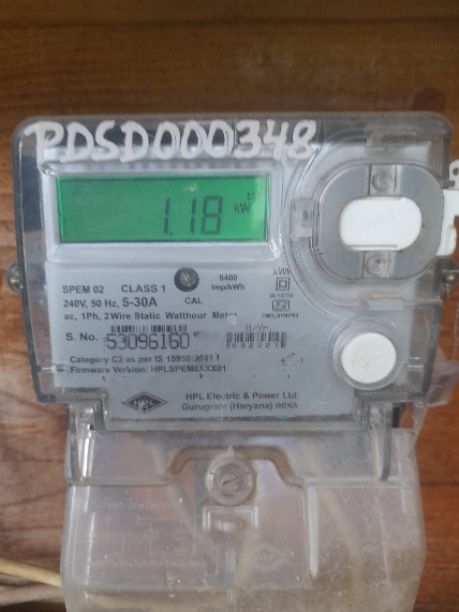 PDSD000348
1.18 kW
SPEM 02 CLASS 1 6400
240V, 50 Hz, 5-30A CAL imp/kWh
ac, 1Ph, 2Wire Static Watthour Meter
S. No. 53096160
Category C3 as per IS 15959:2011
Firmware Version: HPLSPEM6XXX01
HPL HPL Electric & Power Ltd.
Gurugram (Haryana) INDIA